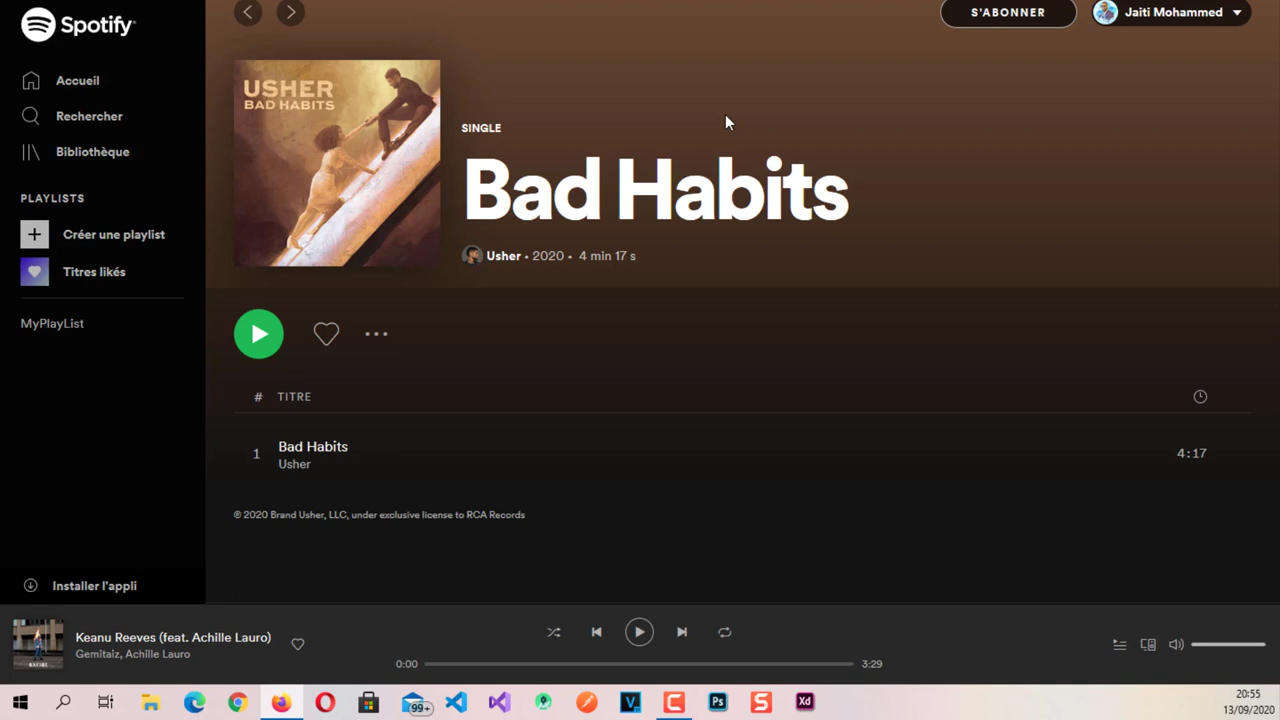 Spotify
Accueil
Rechercher
Bibliothèque
PLAYLISTS
Créer une playlist
Titres likés
MyPlayList
Installer l'appli
S'ABONNER
Jaiti Mohammed
USHER
BAD HABITS
SINGLE
Bad Habits
Usher • 2020 • 4 min 17 s
# TITRE
1 Bad Habits 4:17
Usher
℗ 2020 Brand Usher, LLC, under exclusive license to RCA Records
Keanu Reeves (feat. Achille Lauro)
Gemitaiz, Achille Lauro
0:00 3:29
99+
Ps
S
Xd
V
20:55
13/09/2020